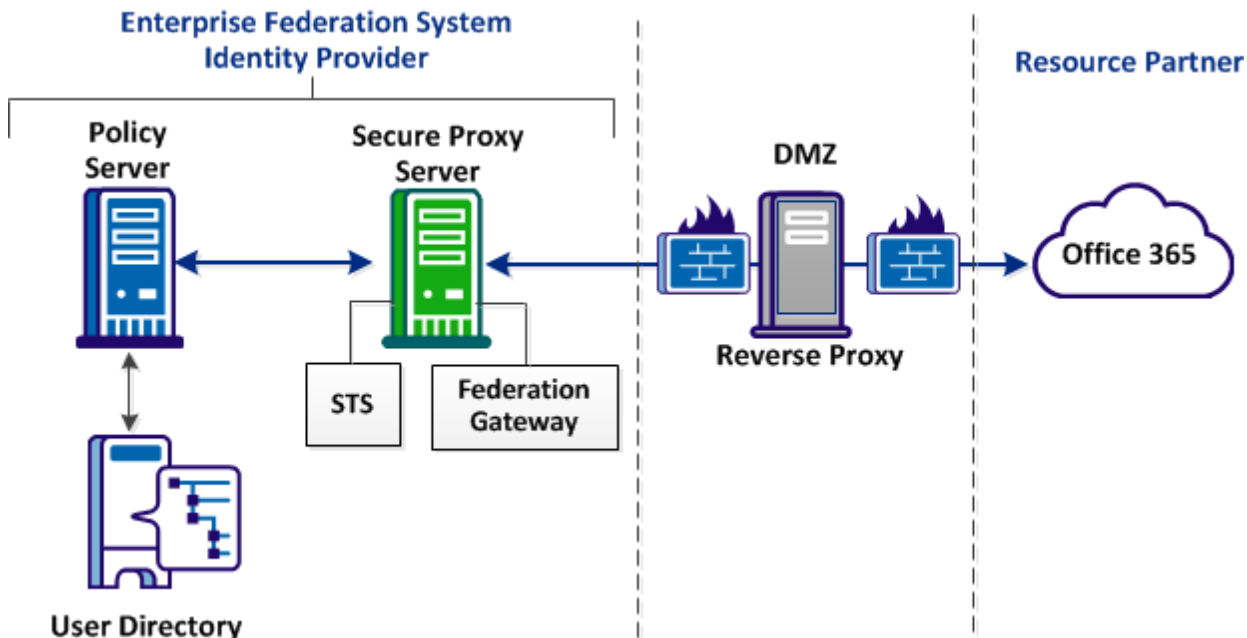 Enterprise Federation System
Identity Provider
Resource Partner
Policy
Server
Secure Proxy
Server
DMZ
Office 365
Reverse Proxy
STS
Federation
Gateway
User Directory